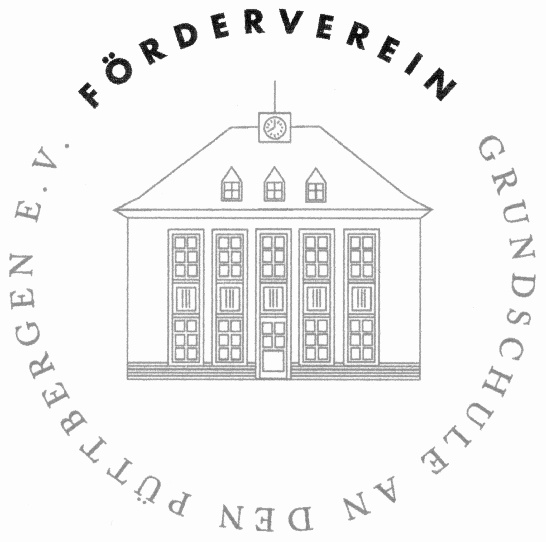 FÖRDERVEREIN
GRUNDSCHULE AN DEN PÜTTBERGEN E.V.